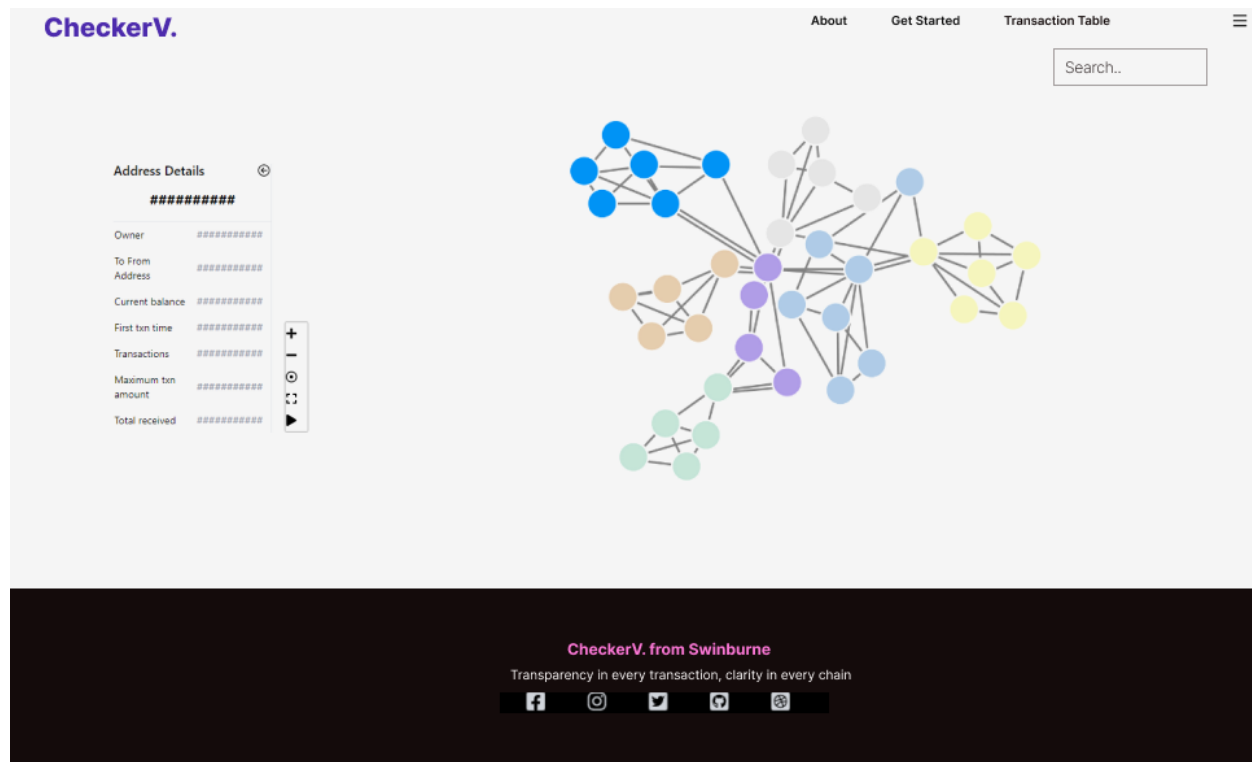 CheckerV.
About Get Started Transaction Table
Search..
Address Details
##########
Owner ###########
To From
Address ###########
Current balance ###########
First txn time ###########
Transactions ###########
Maximum txn
amount ###########
Total received ###########
CheckerV. from Swinburne
Transparency in every transaction, clarity in every chain